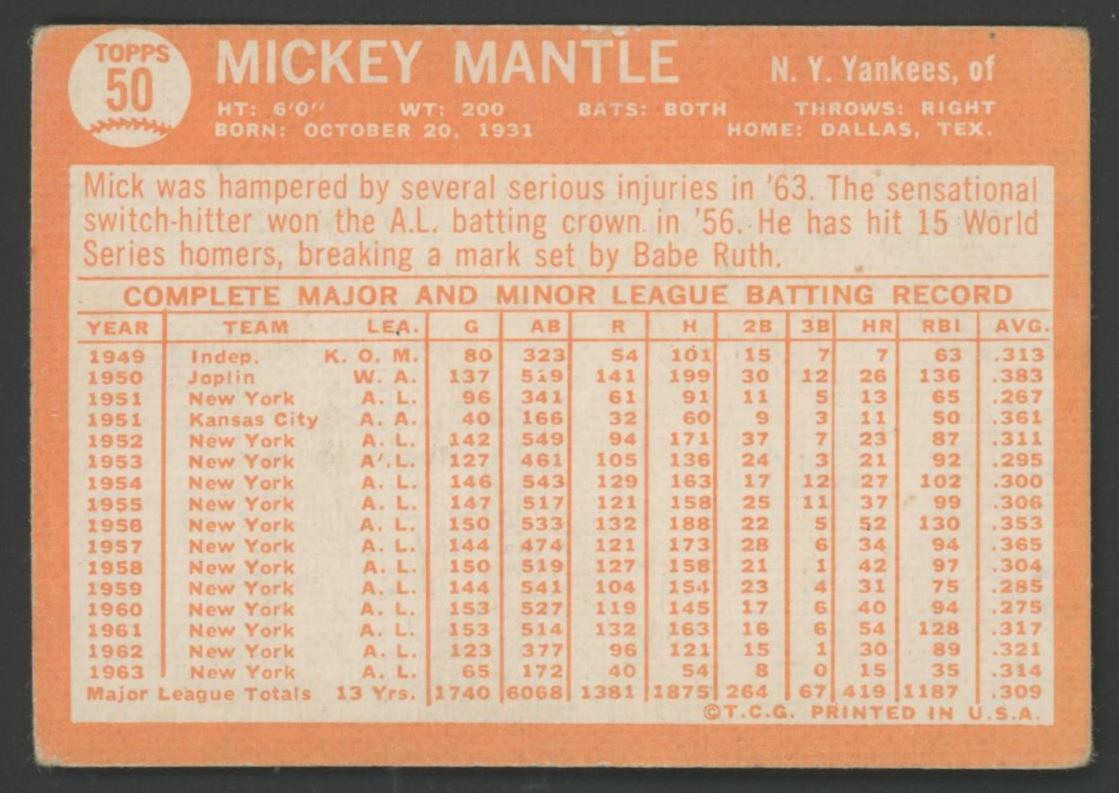 TOPPS
50
MICKEY MANTLE N. Y. Yankees, of
HT: 6'0" WT: 200 BATS: BOTH THROWS: RIGHT
BORN: OCTOBER 20, 1931 HOME: DALLAS, TEX.
Mick was hampered by several serious injuries in '63. The sensational
switch-hitter won the A.L. batting crown in '56. He has hit 15 World
Series homers, breaking a mark set by Babe Ruth.
COMPLETE MAJOR AND MINOR LEAGUE BATTING RECORD
YEAR TEAM LEA. G AB R H 2B 3B HR RBI AVG.
1949 Indep. K. O. M. 80 323 54 101 15 7 7 63 .313
1950 Joplin W. A. 137 519 141 199 30 12 26 136 .383
1951 New York A. L. 96 341 61 91 11 5 13 65 .267
1951 Kansas City A. A. 40 166 32 60 9 3 11 50 .361
1952 New York A. L. 142 549 94 171 37 7 23 87 .311
1953 New York A. L. 127 461 105 136 24 3 21 92 .295
1954 New York A. L. 146 543 129 163 17 12 27 102 .300
1955 New York A. L. 147 517 121 158 25 11 37 99 .306
1956 New York A. L. 150 533 132 188 22 5 52 130 .353
1957 New York A. L. 144 474 121 173 28 6 34 94 .365
1958 New York A. L. 150 519 127 158 21 1 42 97 .304
1959 New York A. L. 144 541 104 154 23 4 31 75 .285
1960 New York A. L. 153 527 119 145 17 6 40 94 .275
1961 New York A. L. 153 514 132 163 16 6 54 128 .317
1962 New York A. L. 123 377 96 121 15 1 30 89 .321
1963 New York A. L. 65 172 40 54 8 0 15 35 .314
Major League Totals 13 Yrs. 1740 6068 1381 1875 264 67 419 1187 .309
©T.C.G. PRINTED IN U.S.A.